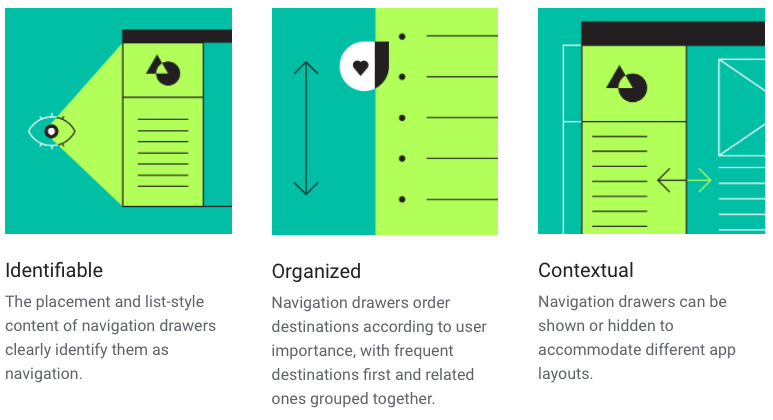 Identifiable
The placement and list-style
content of navigation drawers
clearly identify them as
navigation.
Organized
Navigation drawers order
destinations according to user
importance, with frequent
destinations first and related
ones grouped together.
Contextual
Navigation drawers can be
shown or hidden to
accommodate different app
layouts.